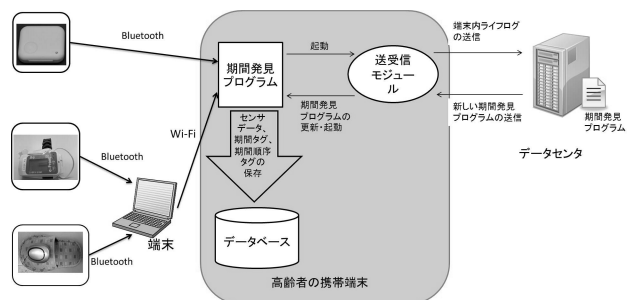 Bluetooth
期間発見
プログラム
起動
送受信
モジュー
ル
端末内ライフログ
の送信
期間発見
プログラムの
更新・起動
新しい期間発見
プログラムの送信
期間発見
プログラム
データセンタ
Wi-Fi
センサ
データ、
期間タグ、
期間順序
タグの
保存
Bluetooth
端末
Bluetooth
データベース
高齢者の携帯端末